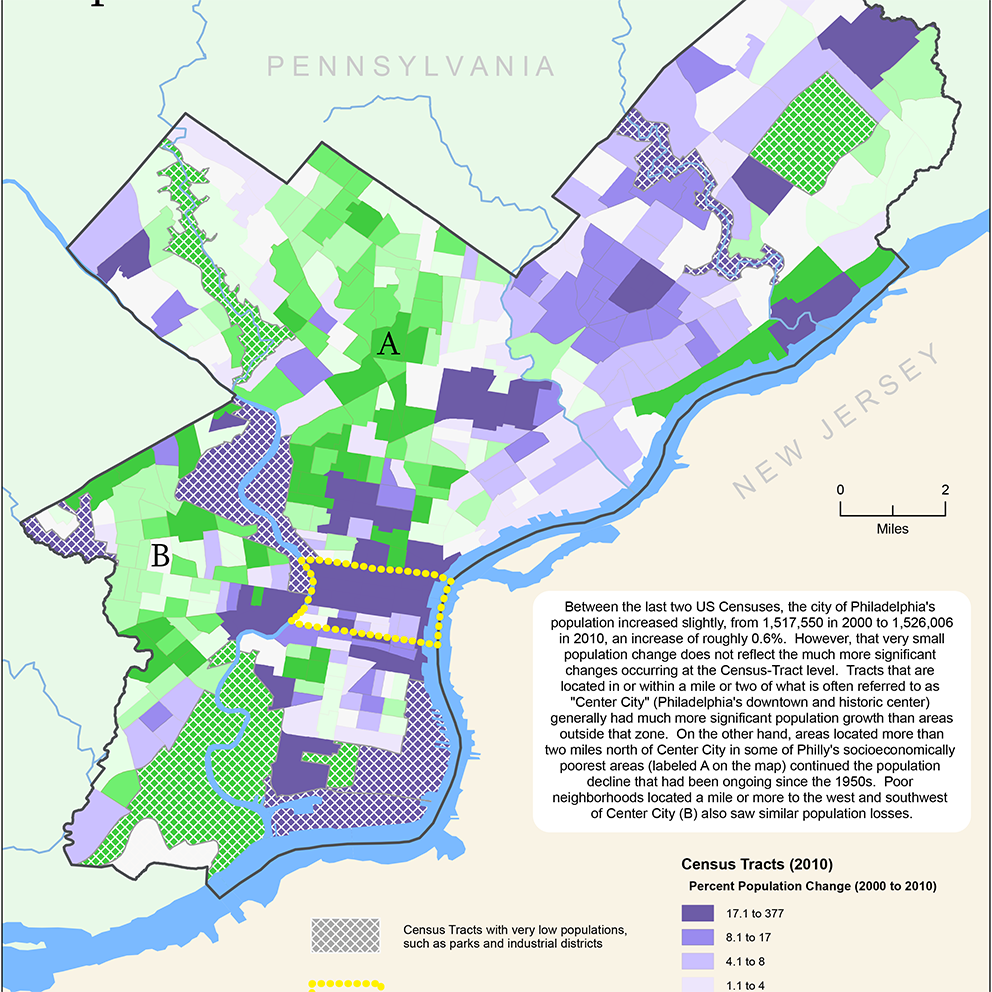 PENNSYLVANIA
A
NEW JERSEY
0 2
Miles
B
Between the last two US Censuses, the city of Philadelphia's
population increased slightly, from 1,517,550 in 2000 to 1,526,006
in 2010, an increase of roughly 0.6%. However, that very small
population change does not reflect the much more significant
changes occurring at the Census-Tract level. Tracts that are
located in or within a mile or two of what is often referred to as
"Center City" (Philadelphia's downtown and historic center)
generally had much more significant population growth than areas
outside that zone. On the other hand, areas located more than
two miles north of Center City in some of Philly's socioeconomically
poorest areas (labeled A on the map) continued the population
decline that had been ongoing since the 1950s. Poor
neighborhoods located a mile or more to the west and southwest
of Center City (B) also saw similar population losses.
Census Tracts (2010)
Percent Population Change (2000 to 2010)
17.1 to 377
8.1 to 17
4.1 to 8
1.1 to 4
Census Tracts with very low populations,
such as parks and industrial districts